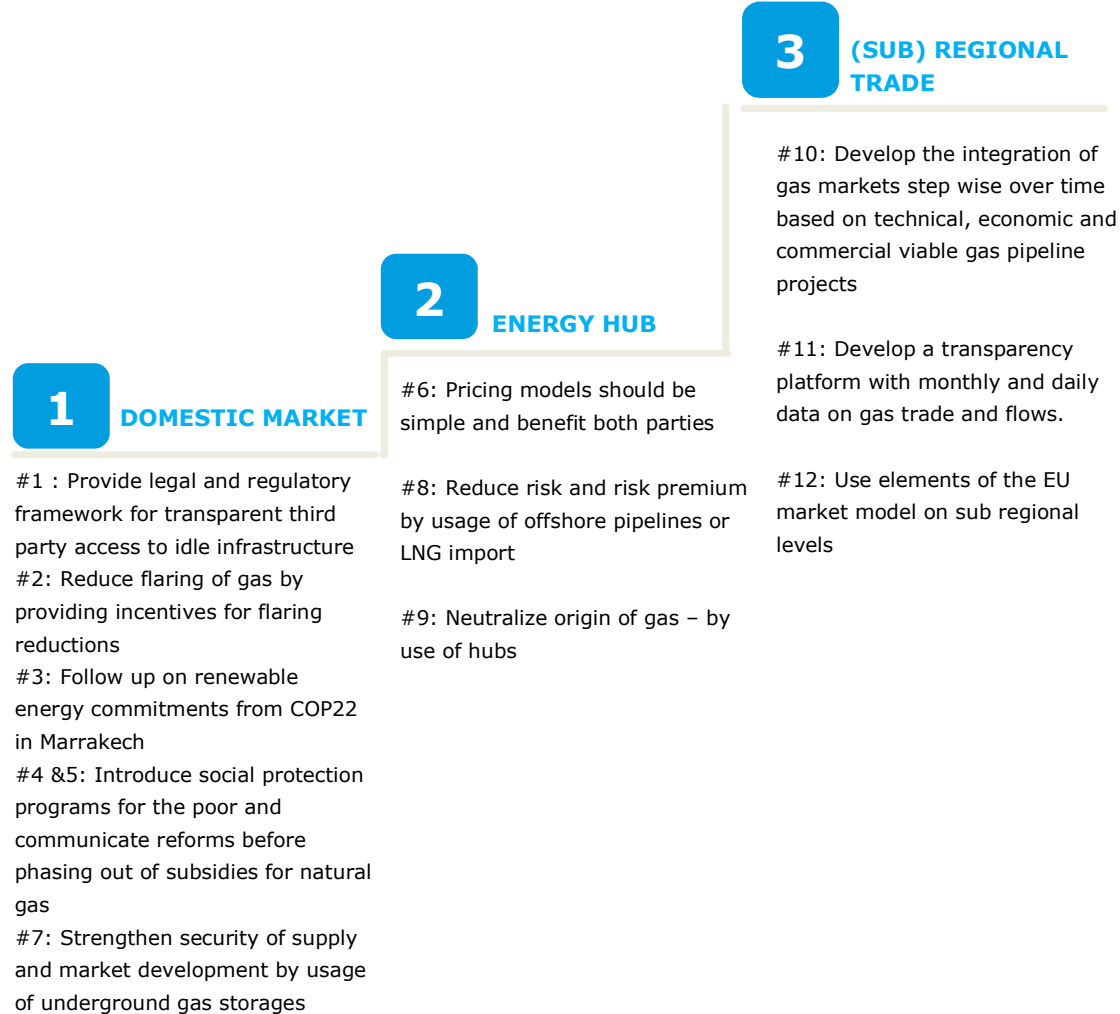 1
DOMESTIC MARKET
#1 : Provide legal and regulatory
framework for transparent third
party access to idle infrastructure
#2: Reduce flaring of gas by
providing incentives for flaring
reductions
#3: Follow up on renewable
energy commitments from COP22
in Marrakech
#4 &5: Introduce social protection
programs for the poor and
communicate reforms before
phasing out of subsidies for natural
gas
#7: Strengthen security of supply
and market development by usage
of underground gas storages
2
ENERGY HUB
#6: Pricing models should be
simple and benefit both parties
#8: Reduce risk and risk premium
by usage of offshore pipelines or
LNG import
#9: Neutralize origin of gas – by
use of hubs
3
(SUB) REGIONAL
TRADE
#10: Develop the integration of
gas markets step wise over time
based on technical, economic and
commercial viable gas pipeline
projects
#11: Develop a transparency
platform with monthly and daily
data on gas trade and flows.
#12: Use elements of the EU
market model on sub regional
levels